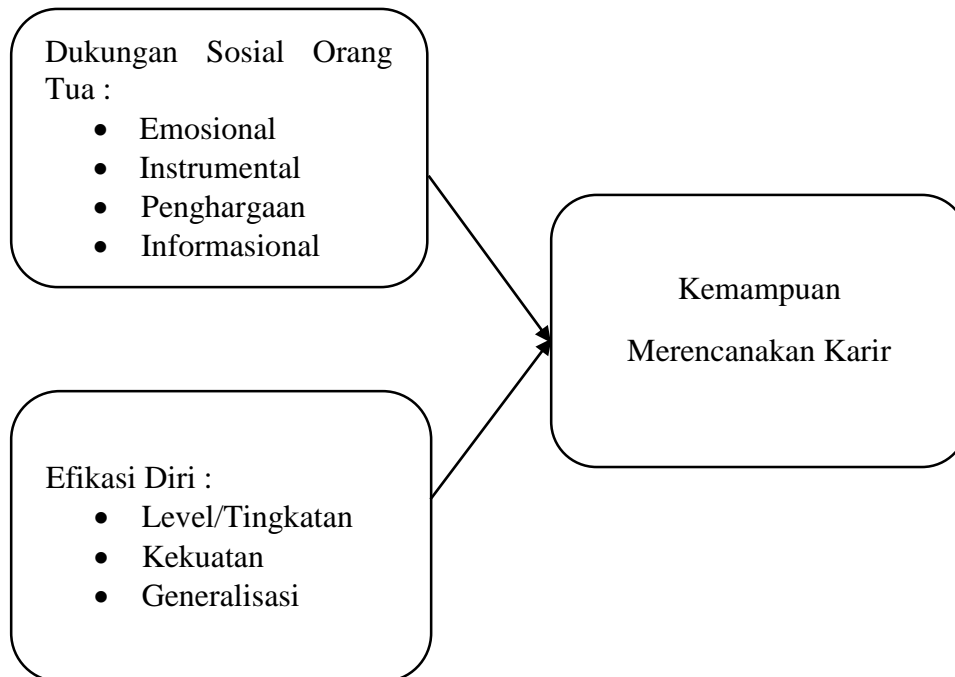 Dukungan Sosial Orang
Tua :
• Emosional
• Instrumental
• Penghargaan
• Informasional
Kemampuan
Merencanakan Karir
Efikasi Diri :
• Level/Tingkatan
• Kekuatan
• Generalisasi